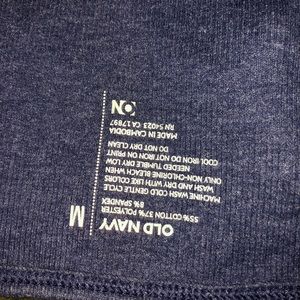 OLD NAVY
M
55% COTTON 37% POLYESTER
8% SPANDEX
MACHINE WASH COLD GENTLE CYCLE
WASH AND DRY WITH LIKE COLORS
ONLY NON-CHLORINE BLEACH WHEN
NEEDED TUMBLE DRY LOW
COOL IRON DO NOT IRON ON PRINT
DO NOT DRY CLEAN
MADE IN CAMBODIA
RN 54023 CA 17897
ON